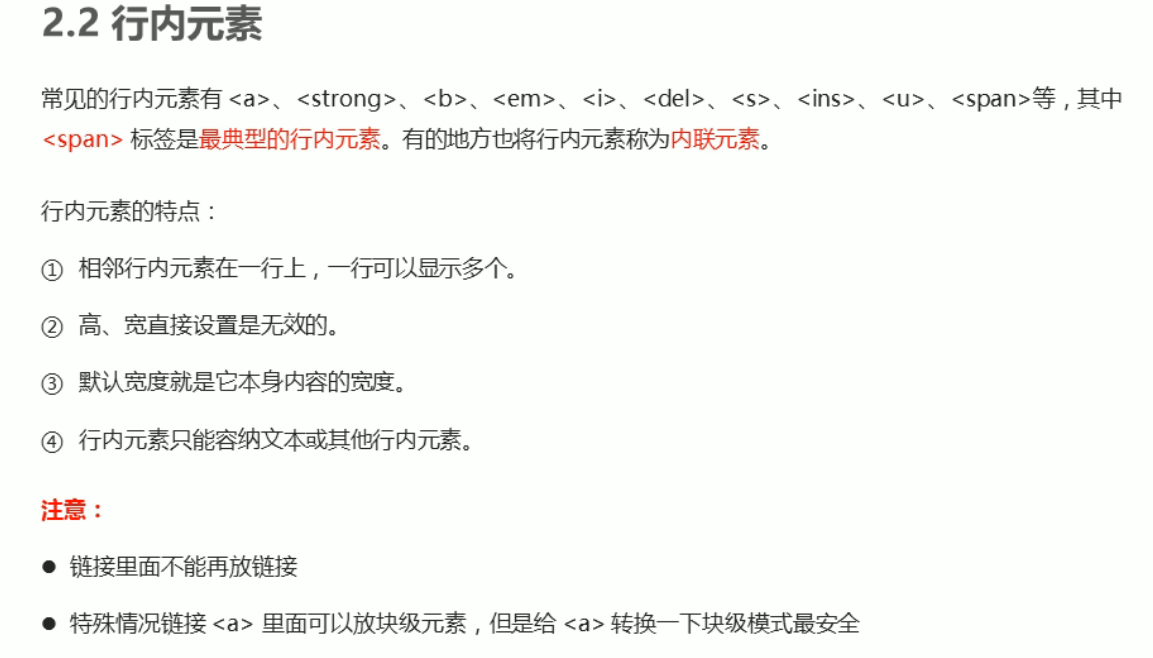 2.2 行内元素
常见的行内元素有 <a>、<strong>、<b>、<em>、<i>、<del>、<s>、<ins>、<u>、<span>等，其中
<span> 标签是最典型的行内元素。有的地方也将行内元素称为内联元素。
行内元素的特点：
① 相邻行内元素在一行上，一行可以显示多个。
② 高、宽直接设置是无效的。
③ 默认宽度就是它本身内容的宽度。
④ 行内元素只能容纳文本或其他行内元素。
注意：
● 链接里面不能再放链接
● 特殊情况链接 <a> 里面可以放块级元素，但是给 <a> 转换一下块级模式最安全